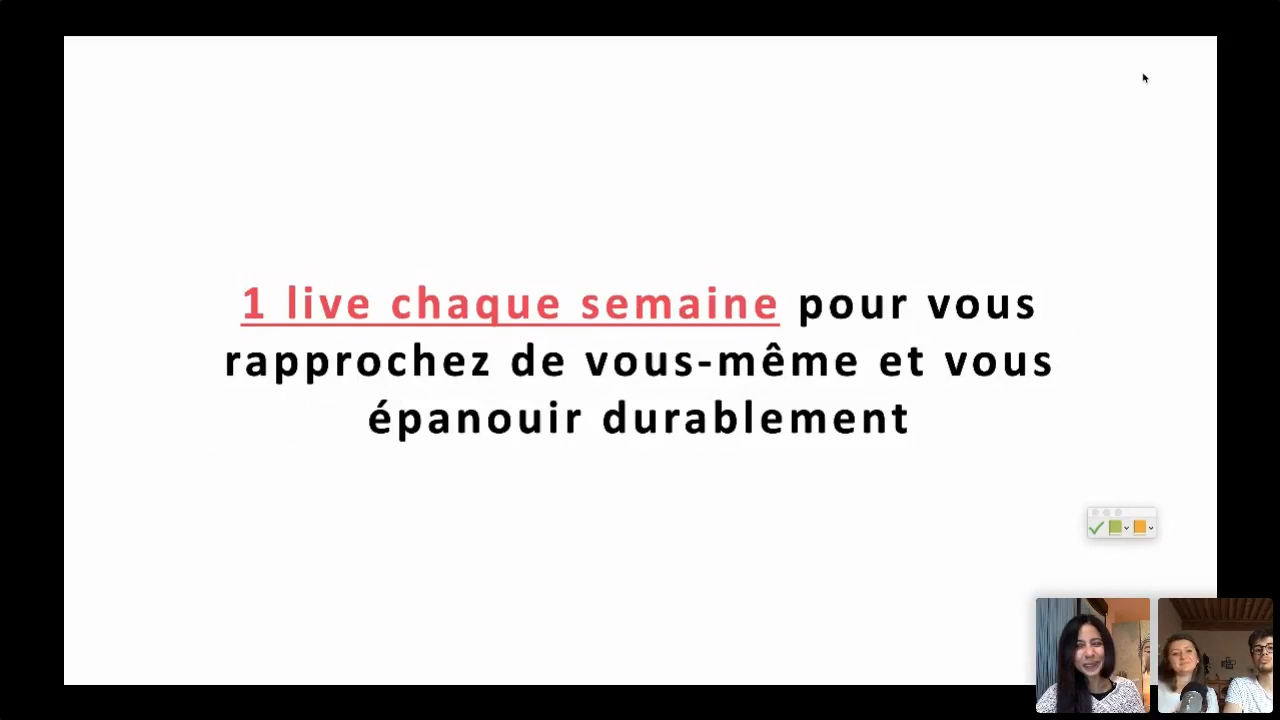 1 live chaque semaine pour vous
rapprochez de vous-même et vous
épanouir durablement